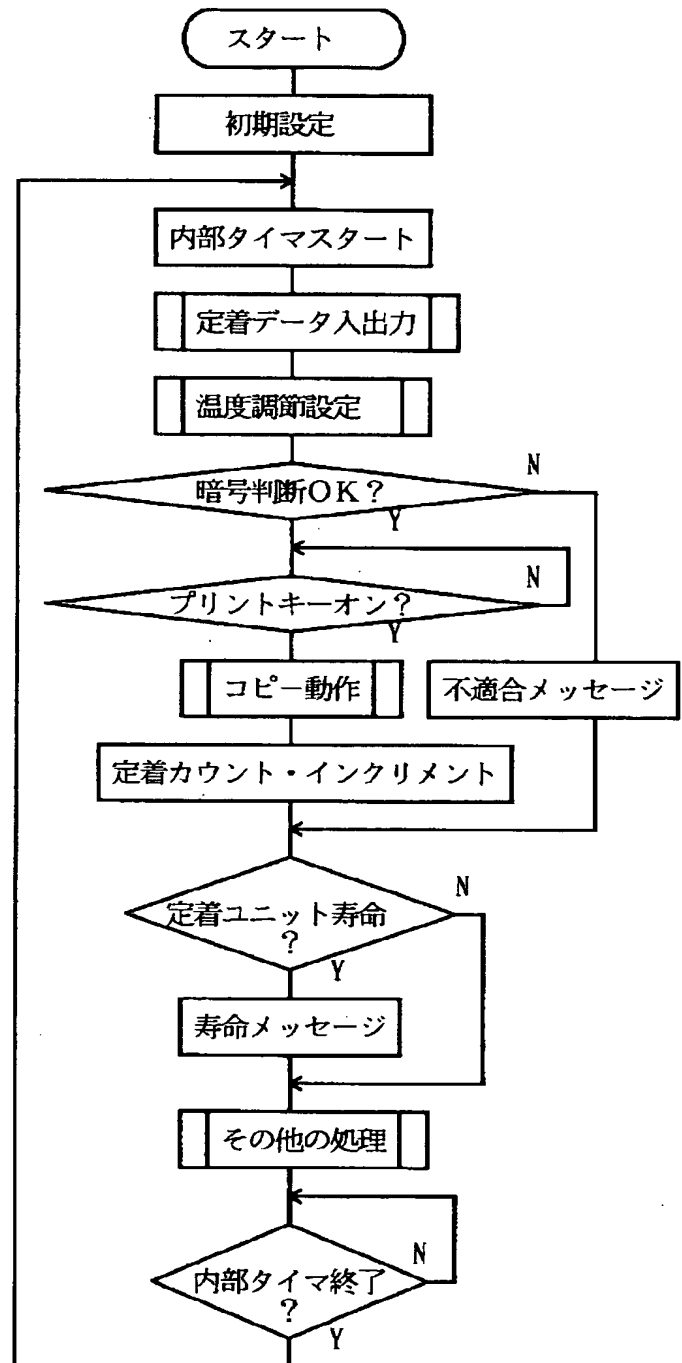 スタート
初期設定
内部タイマスタート
定着データ入出力
温度調節設定
N
暗号判断OK?
Y
N
プリントキーオン?
Y
コピー動作
不適合メッセージ
定着カウント・インクリメント
N
定着ユニット寿命
?
Y
寿命メッセージ
その他の処理
N
内部タイマ終了
?
Y